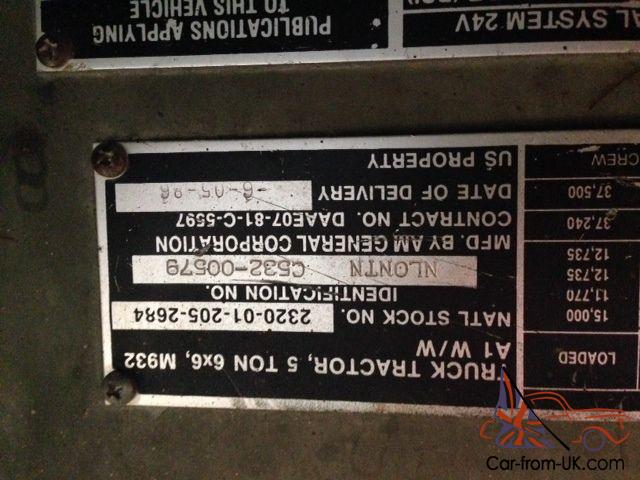 TRUCK TRACTOR, 5 TON 6x6, M932
A1 W/W
NATL STOCK NO. 2320-01-205-2684
IDENTIFICATION NO.
NL0NTN C532-00579
MFD. BY AM GENERAL CORPORATION
CONTRACT NO. DAAE07-81-C-5597
DATE OF DELIVERY -6-05-86
US PROPERTY
LOADED
15,000
11,770
12,735
12,735
37,240
37,500
CREW
PUBLICATIONS APPLYING
TO THIS VEHICLE
AL SYSTEM 24V
Car-from-UK.com